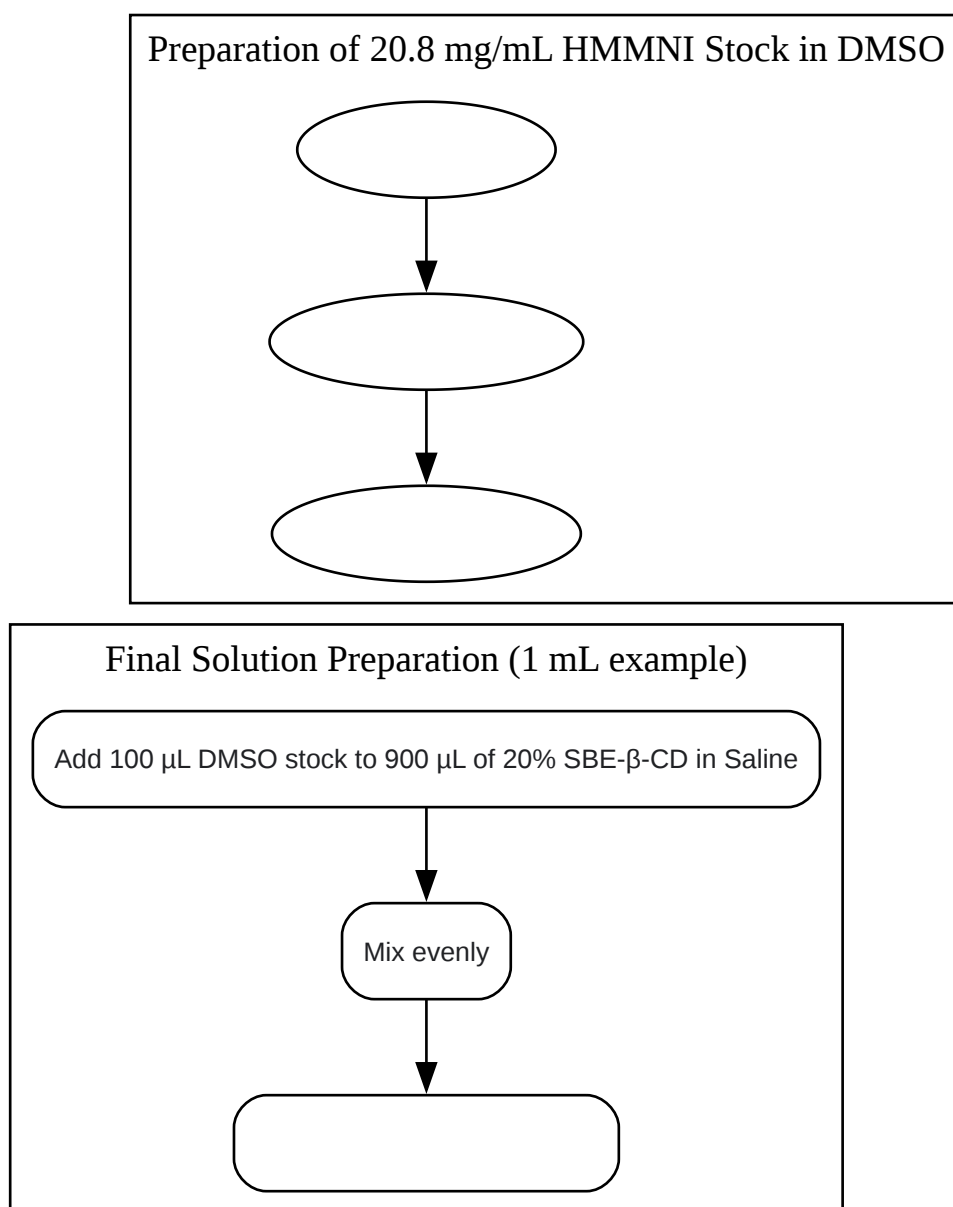 Preparation of 20.8 mg/mL HMMNI Stock in DMSO
Final Solution Preparation (1 mL example)
Add 100 µL DMSO stock to 900 µL of 20% SBE-β-CD in Saline
Mix evenly